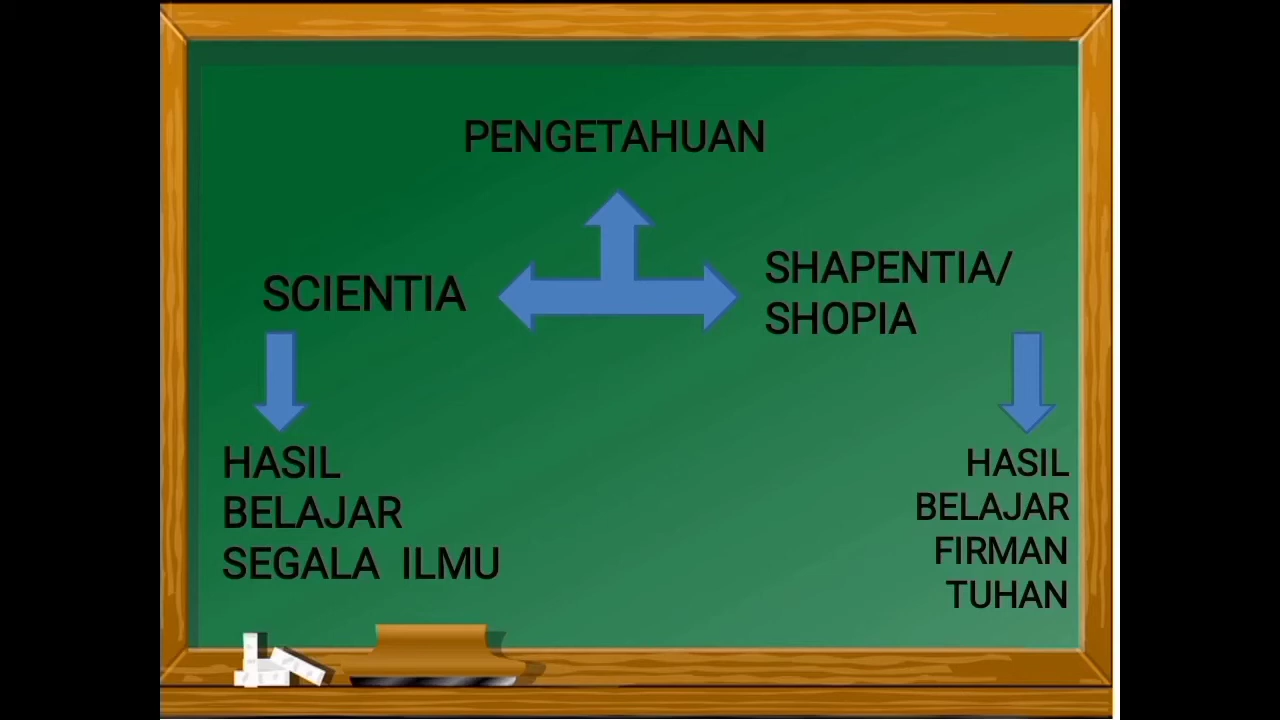 PENGETAHUAN
SCIENTIA
SHAPENTIA/
SHOPIA
HASIL
BELAJAR
SEGALA ILMU
HASIL
BELAJAR
FIRMAN
TUHAN